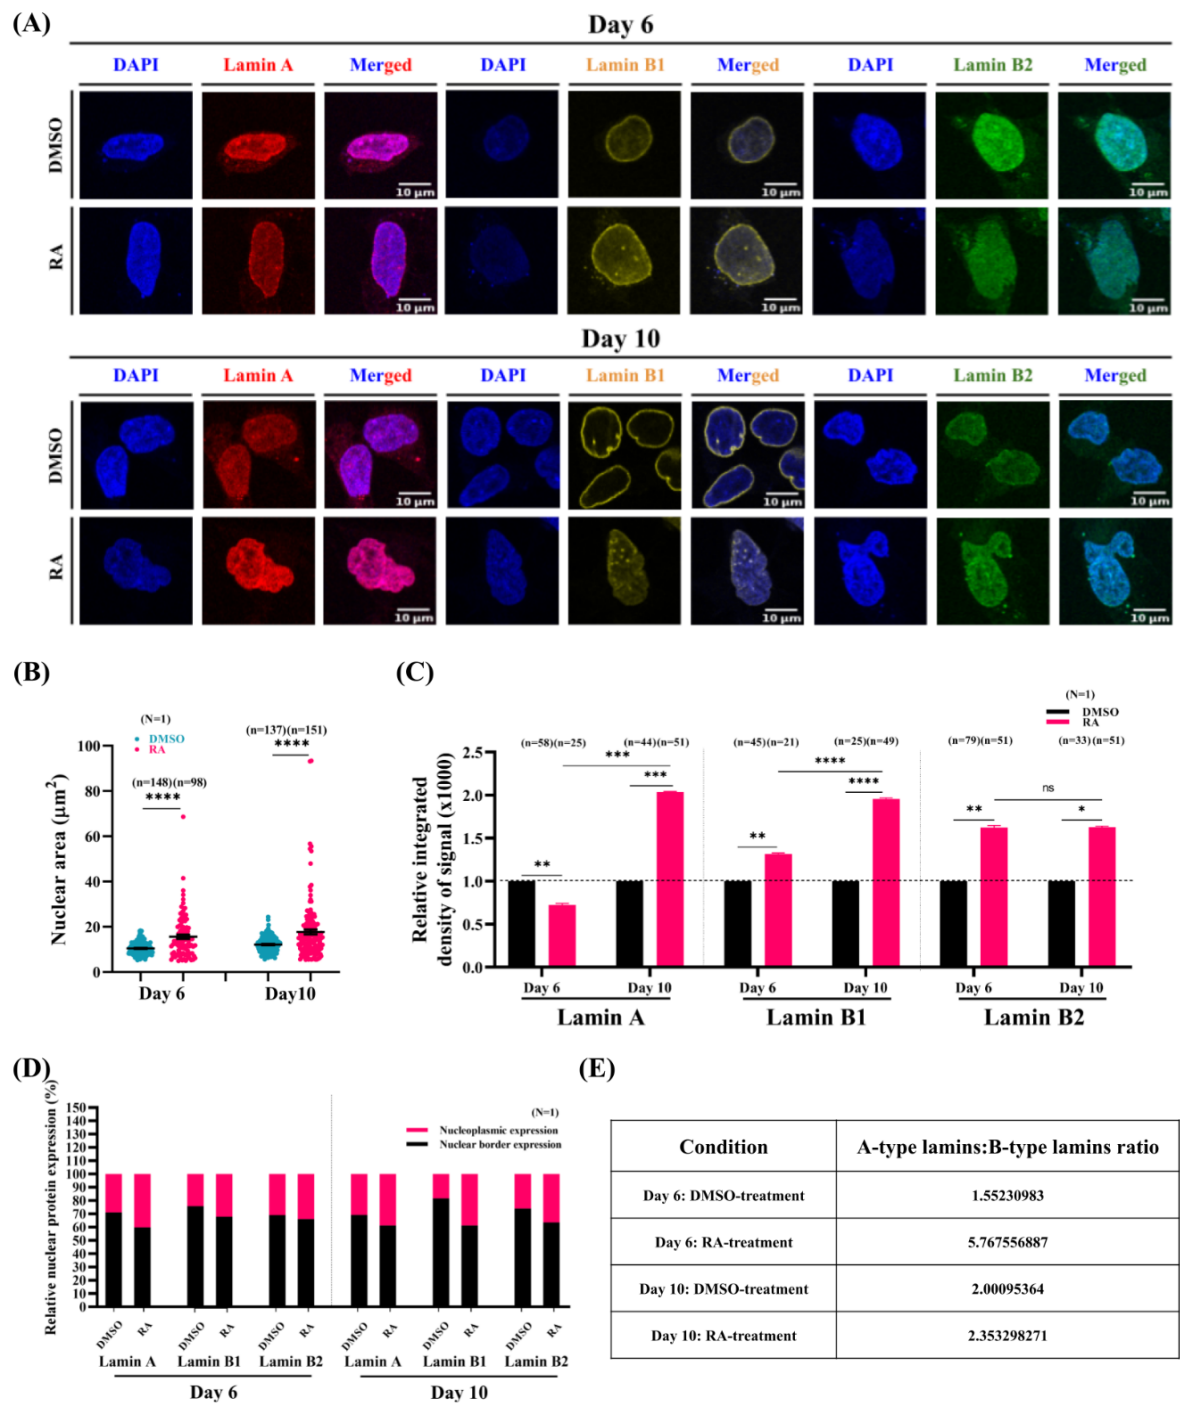 (A)
Day 6
DAPI Lamin A Merged DAPI Lamin B1 Merged DAPI Lamin B2 Merged
DMSO
10 µm 10 µm 10 µm
RA
10 µm 10 µm 10 µm
Day 10
DAPI Lamin A Merged DAPI Lamin B1 Merged DAPI Lamin B2 Merged
DMSO
10 µm 10 µm 10 µm
RA
10 µm 10 µm 10 µm
(B)
(N=1)
DMSO
RA
(n=137)(n=151)
****
(n=148)(n=98)
****
Nuclear area (µm²)
100
80
60
40
20
0
Day 6 Day10
(C)
(N=1)
DMSO
RA
(n=58)(n=25) (n=44)(n=51) (n=45)(n=21) (n=25)(n=49) (n=79)(n=51) (n=33)(n=51)
*** **** ns
** *** ** **** ** *
Relative integrated
density of signal (x1000)
2.5
2.0
1.5
1.0
0.5
0.0
Day 6 Day 10 Day 6 Day 10 Day 6 Day 10
Lamin A Lamin B1 Lamin B2
(D)
Relative nuclear protein expression (%)
(N=1)
Nucleoplasmic expression
Nuclear border expression
150
140
130
120
110
100
90
80
70
60
50
40
30
20
10
0
DMSO RA DMSO RA DMSO RA DMSO RA DMSO RA DMSO RA
Lamin A Lamin B1 Lamin B2 Lamin A Lamin B1 Lamin B2
Day 6 Day 10
(E)
Condition A-type lamins:B-type lamins ratio
Day 6: DMSO-treatment 1.55230983
Day 6: RA-treatment 5.767556887
Day 10: DMSO-treatment 2.00095364
Day 10: RA-treatment 2.353298271